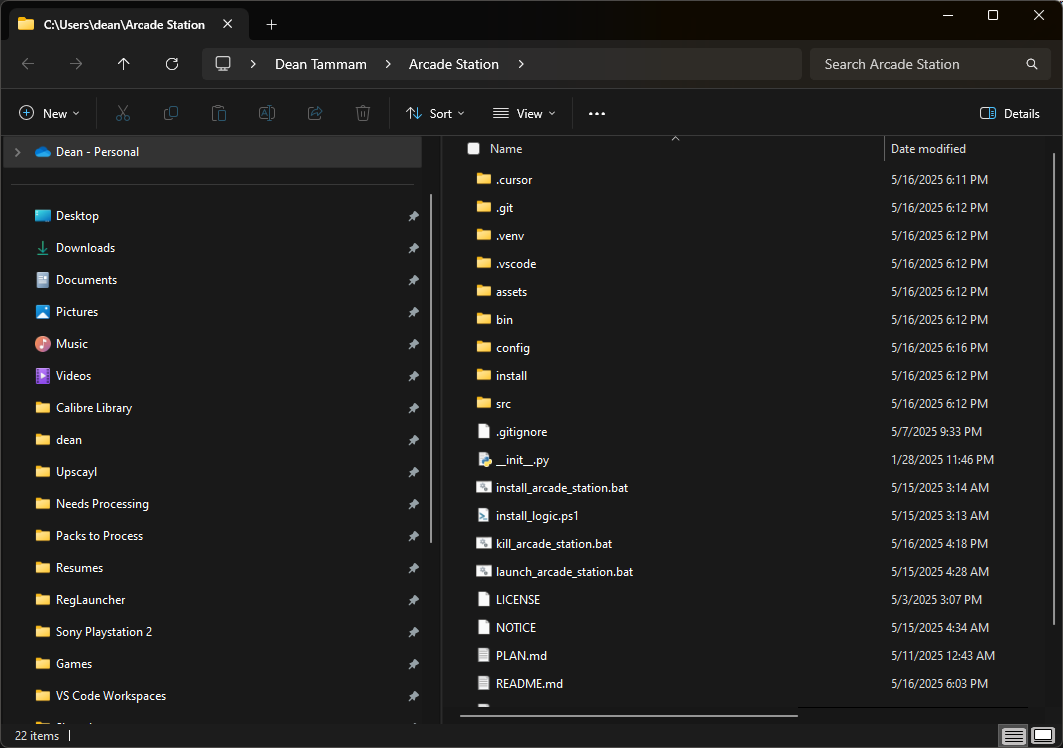 C:\Users\dean\Arcade Station
Dean Tammam Arcade Station
Search Arcade Station
New Sort View Details
Dean - Personal
Desktop
Downloads
Documents
Pictures
Music
Videos
Calibre Library
dean
Upscayl
Needs Processing
Packs to Process
Resumes
RegLauncher
Sony Playstation 2
Games
VS Code Workspaces
Name Date modified
.cursor 5/16/2025 6:11 PM
.git 5/16/2025 6:12 PM
.venv 5/16/2025 6:12 PM
.vscode 5/16/2025 6:12 PM
assets 5/16/2025 6:12 PM
bin 5/16/2025 6:12 PM
config 5/16/2025 6:16 PM
install 5/16/2025 6:12 PM
src 5/16/2025 6:12 PM
.gitignore 5/7/2025 9:33 PM
__init__.py 1/28/2025 11:46 PM
install_arcade_station.bat 5/15/2025 3:14 AM
install_logic.ps1 5/15/2025 3:13 AM
kill_arcade_station.bat 5/16/2025 4:18 PM
launch_arcade_station.bat 5/15/2025 4:28 AM
LICENSE 5/3/2025 3:07 PM
NOTICE 5/15/2025 4:34 AM
PLAN.md 5/11/2025 12:43 AM
README.md 5/16/2025 6:03 PM
22 items